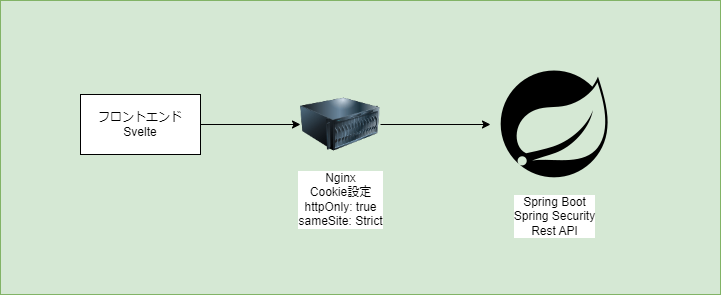 フロントエンド
Svelte
Nginx
Cookie設定
httpOnly: true
sameSite: Strict
Spring Boot
Spring Security
Rest API